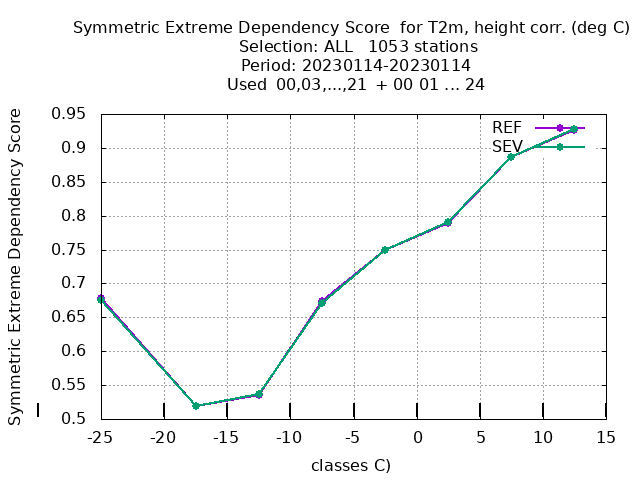 Symmetric Extreme Dependency Score  for T2m, height corr. (deg C)
Selection: ALL   1053 stations
Period: 20230114-20230114
Used  00,03,...,21  + 00 01 ... 24
Symmetric Extreme Dependency Score
0.95
0.9
0.85
0.8
0.75
0.7
0.65
0.6
0.55
0.5
REF
SEV
-25 -20 -15 -10 -5 0 5 10 15
classes C)